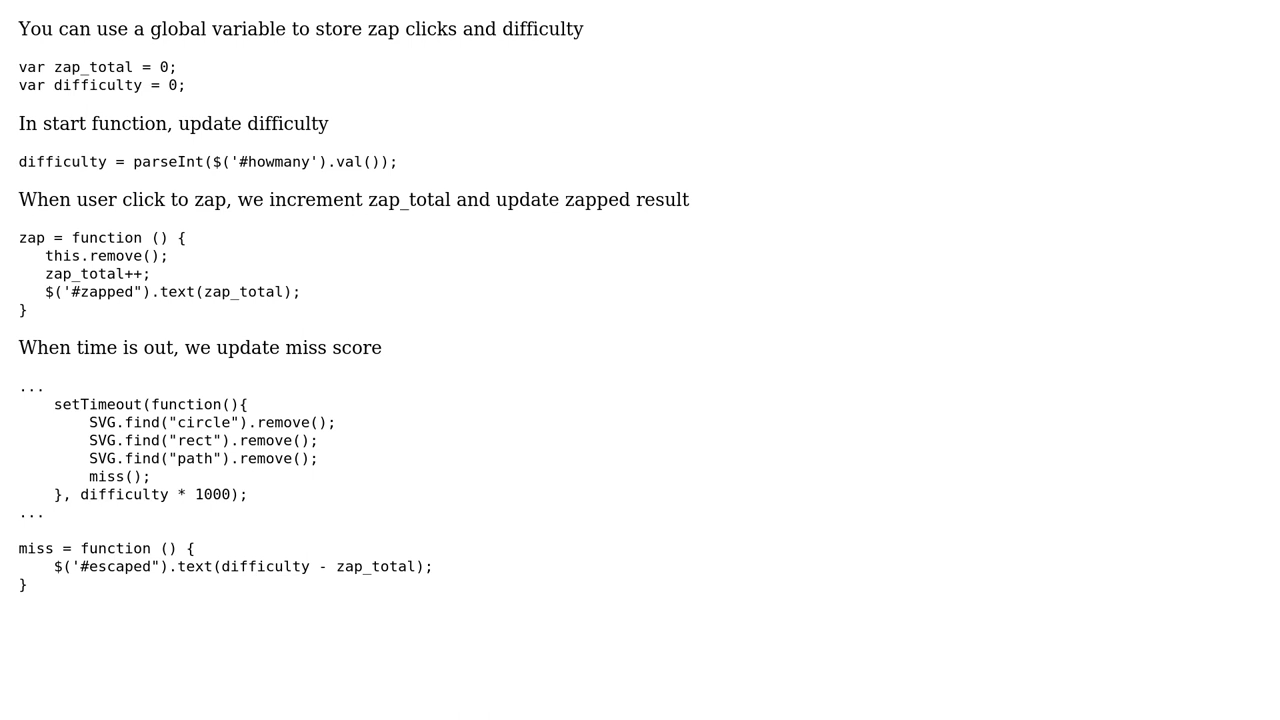 You can use a global variable to store zap clicks and difficulty
var zap_total = 0;
var difficulty = 0;
In start function, update difficulty
difficulty = parseInt($('#howmany').val());
When user click to zap, we increment zap_total and update zapped result
zap = function () {
   this.remove();
   zap_total++;
   $('#zapped").text(zap_total);
}
When time is out, we update miss score
...
    setTimeout(function(){
        SVG.find("circle").remove();
        SVG.find("rect").remove();
        SVG.find("path").remove();
        miss();
    }, difficulty * 1000);
...
miss = function () {
    $('#escaped").text(difficulty - zap_total);
}